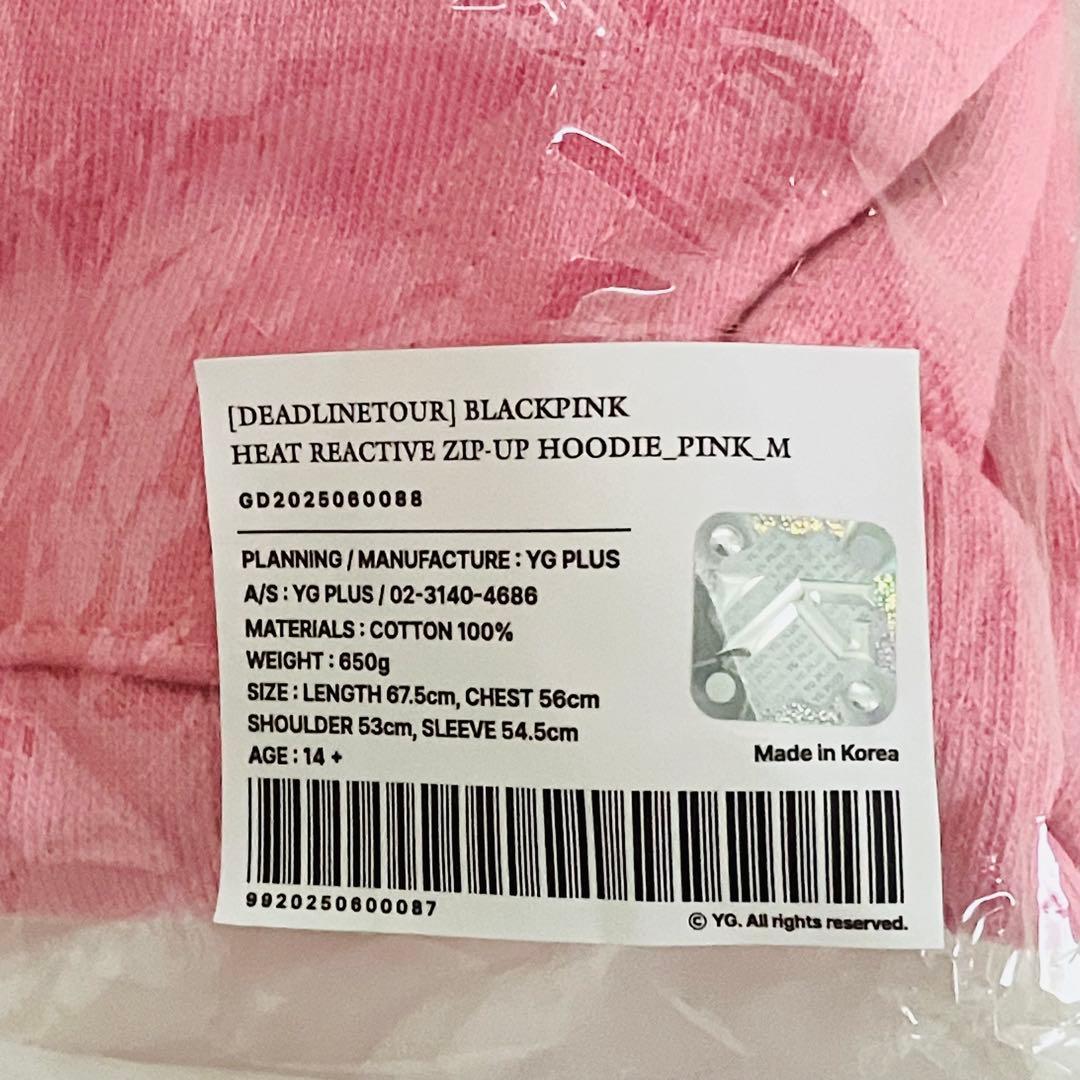 [DEADLINETOUR] BLACKPINK
HEAT REACTIVE ZIP-UP HOODIE_PINK_M
GD2025060088
PLANNING / MANUFACTURE : YG PLUS
A/S : YG PLUS / 02-3140-4686
MATERIALS : COTTON 100%
WEIGHT : 650g
SIZE : LENGTH 67.5cm, CHEST 56cm
SHOULDER 53cm, SLEEVE 54.5cm
AGE : 14 +
YG
Made in Korea
9920250600087
© YG. All rights reserved.